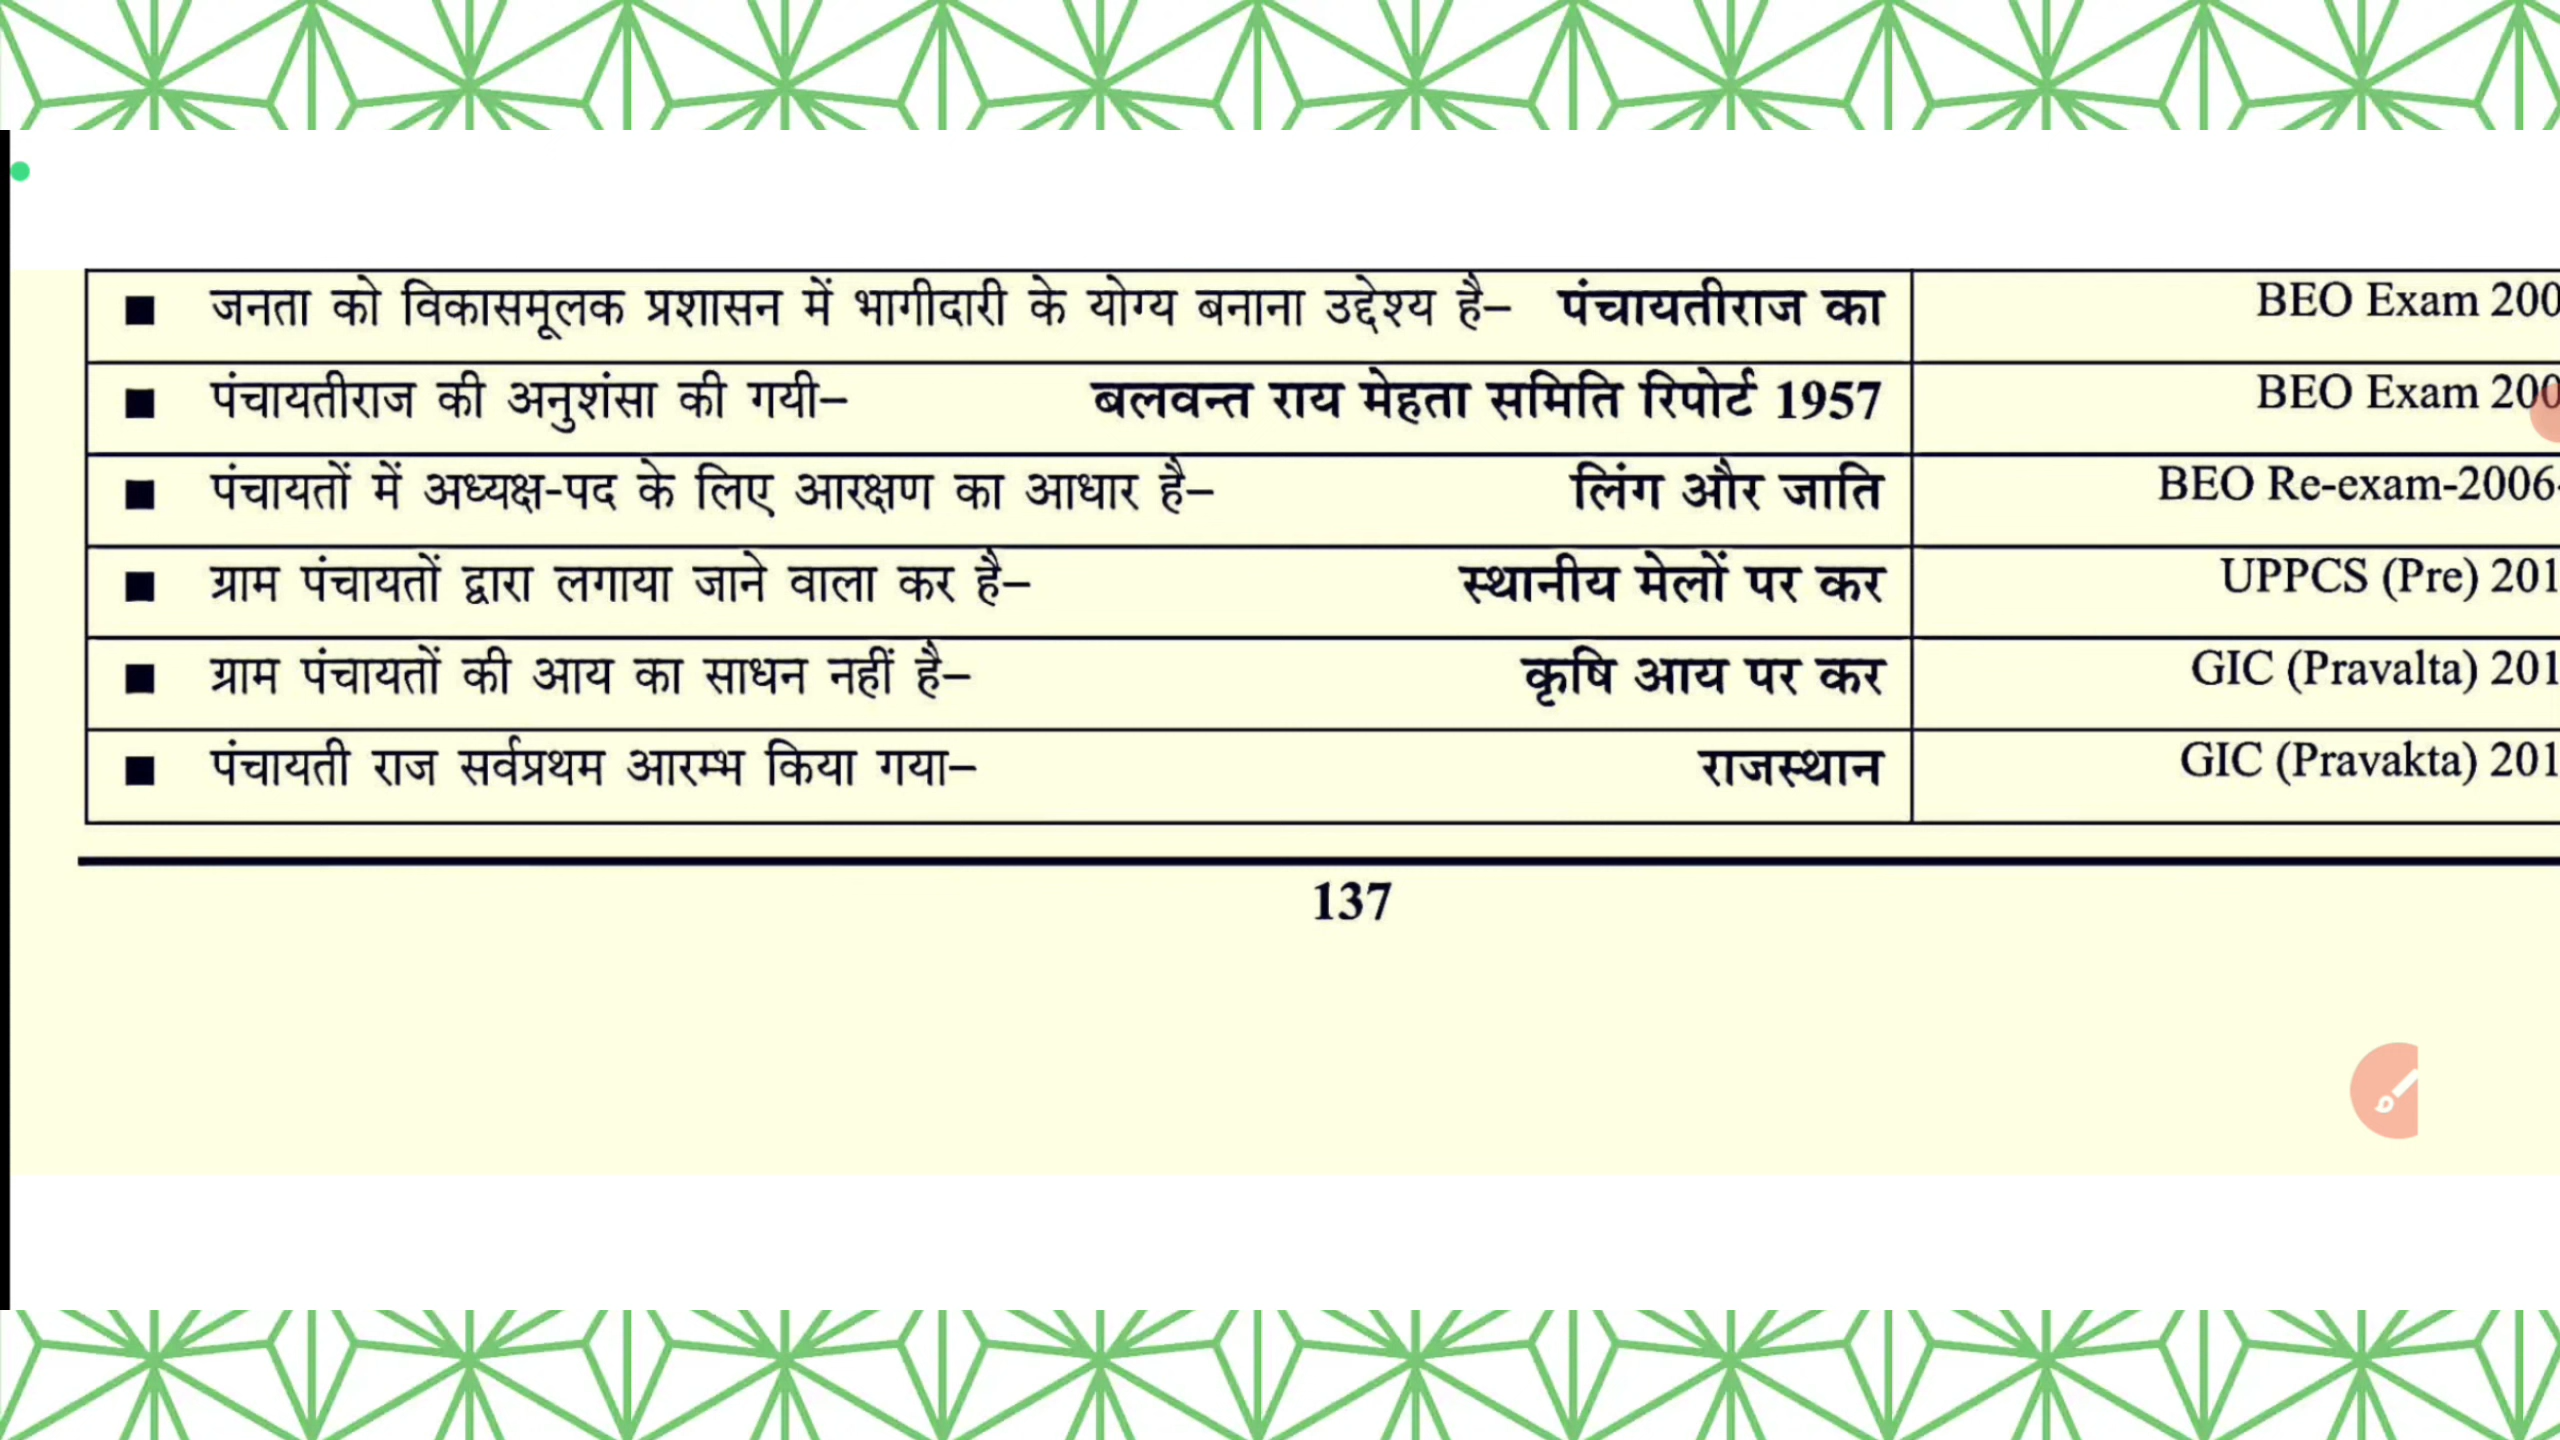 ■ जनता को विकासमूलक प्रशासन में भागीदारी के योग्य बनाना उद्देश्य है– पंचायतीराज का BEO Exam 200
■ पंचायतीराज की अनुशंसा की गयी– बलवन्त राय मेहता समिति रिपोर्ट 1957 BEO Exam 200
■ पंचायतों में अध्यक्ष-पद के लिए आरक्षण का आधार है– लिंग और जाति BEO Re-exam-2006-
■ ग्राम पंचायतों द्वारा लगाया जाने वाला कर है– स्थानीय मेलों पर कर UPPCS (Pre) 201
■ ग्राम पंचायतों की आय का साधन नहीं है– कृषि आय पर कर GIC (Pravalta) 201
■ पंचायती राज सर्वप्रथम आरम्भ किया गया– राजस्थान GIC (Pravakta) 201
137